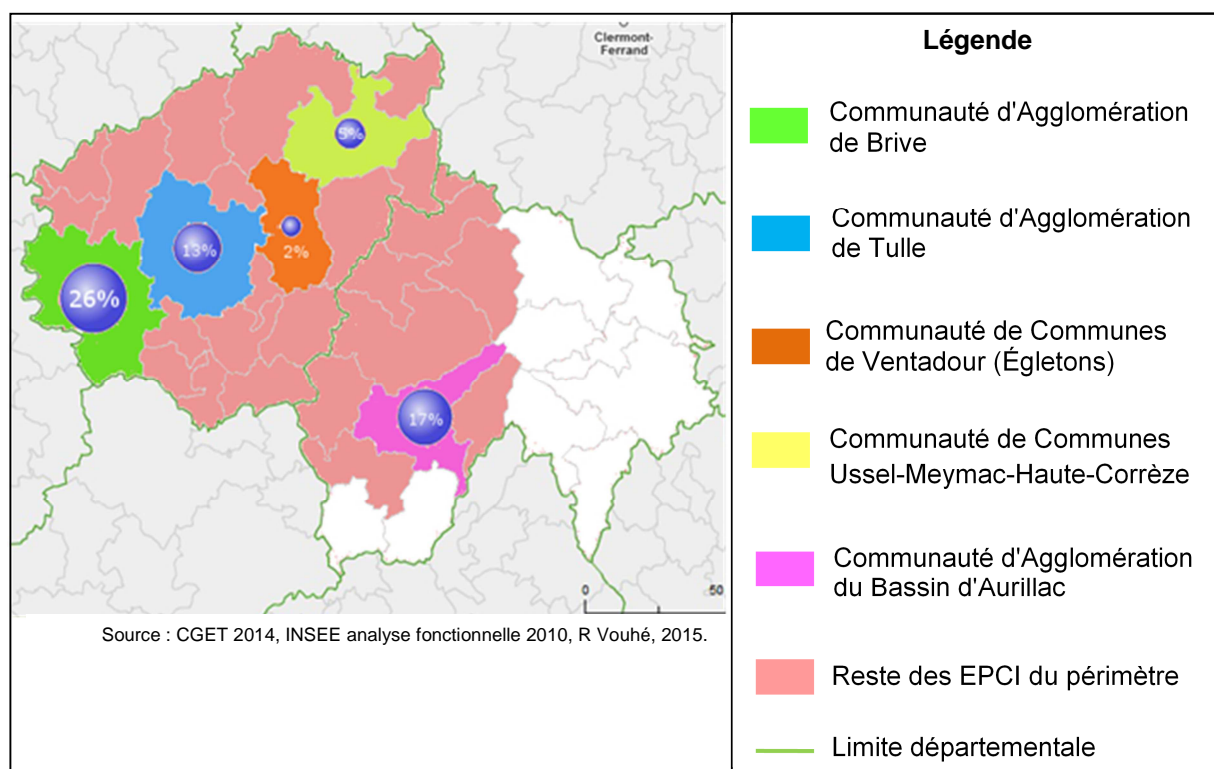 Clermont-
Ferrand
5%
13%
2%
26%
17%
0
50
Source : CGET 2014, INSEE analyse fonctionnelle 2010, R Vouhé, 2015.
Légende
Communauté d'Agglomération
de Brive
Communauté d'Agglomération
de Tulle
Communauté de Communes
de Ventadour (Égletons)
Communauté de Communes
Ussel-Meymac-Haute-Corrèze
Communauté d'Agglomération
du Bassin d'Aurillac
Reste des EPCI du périmètre
Limite départementale